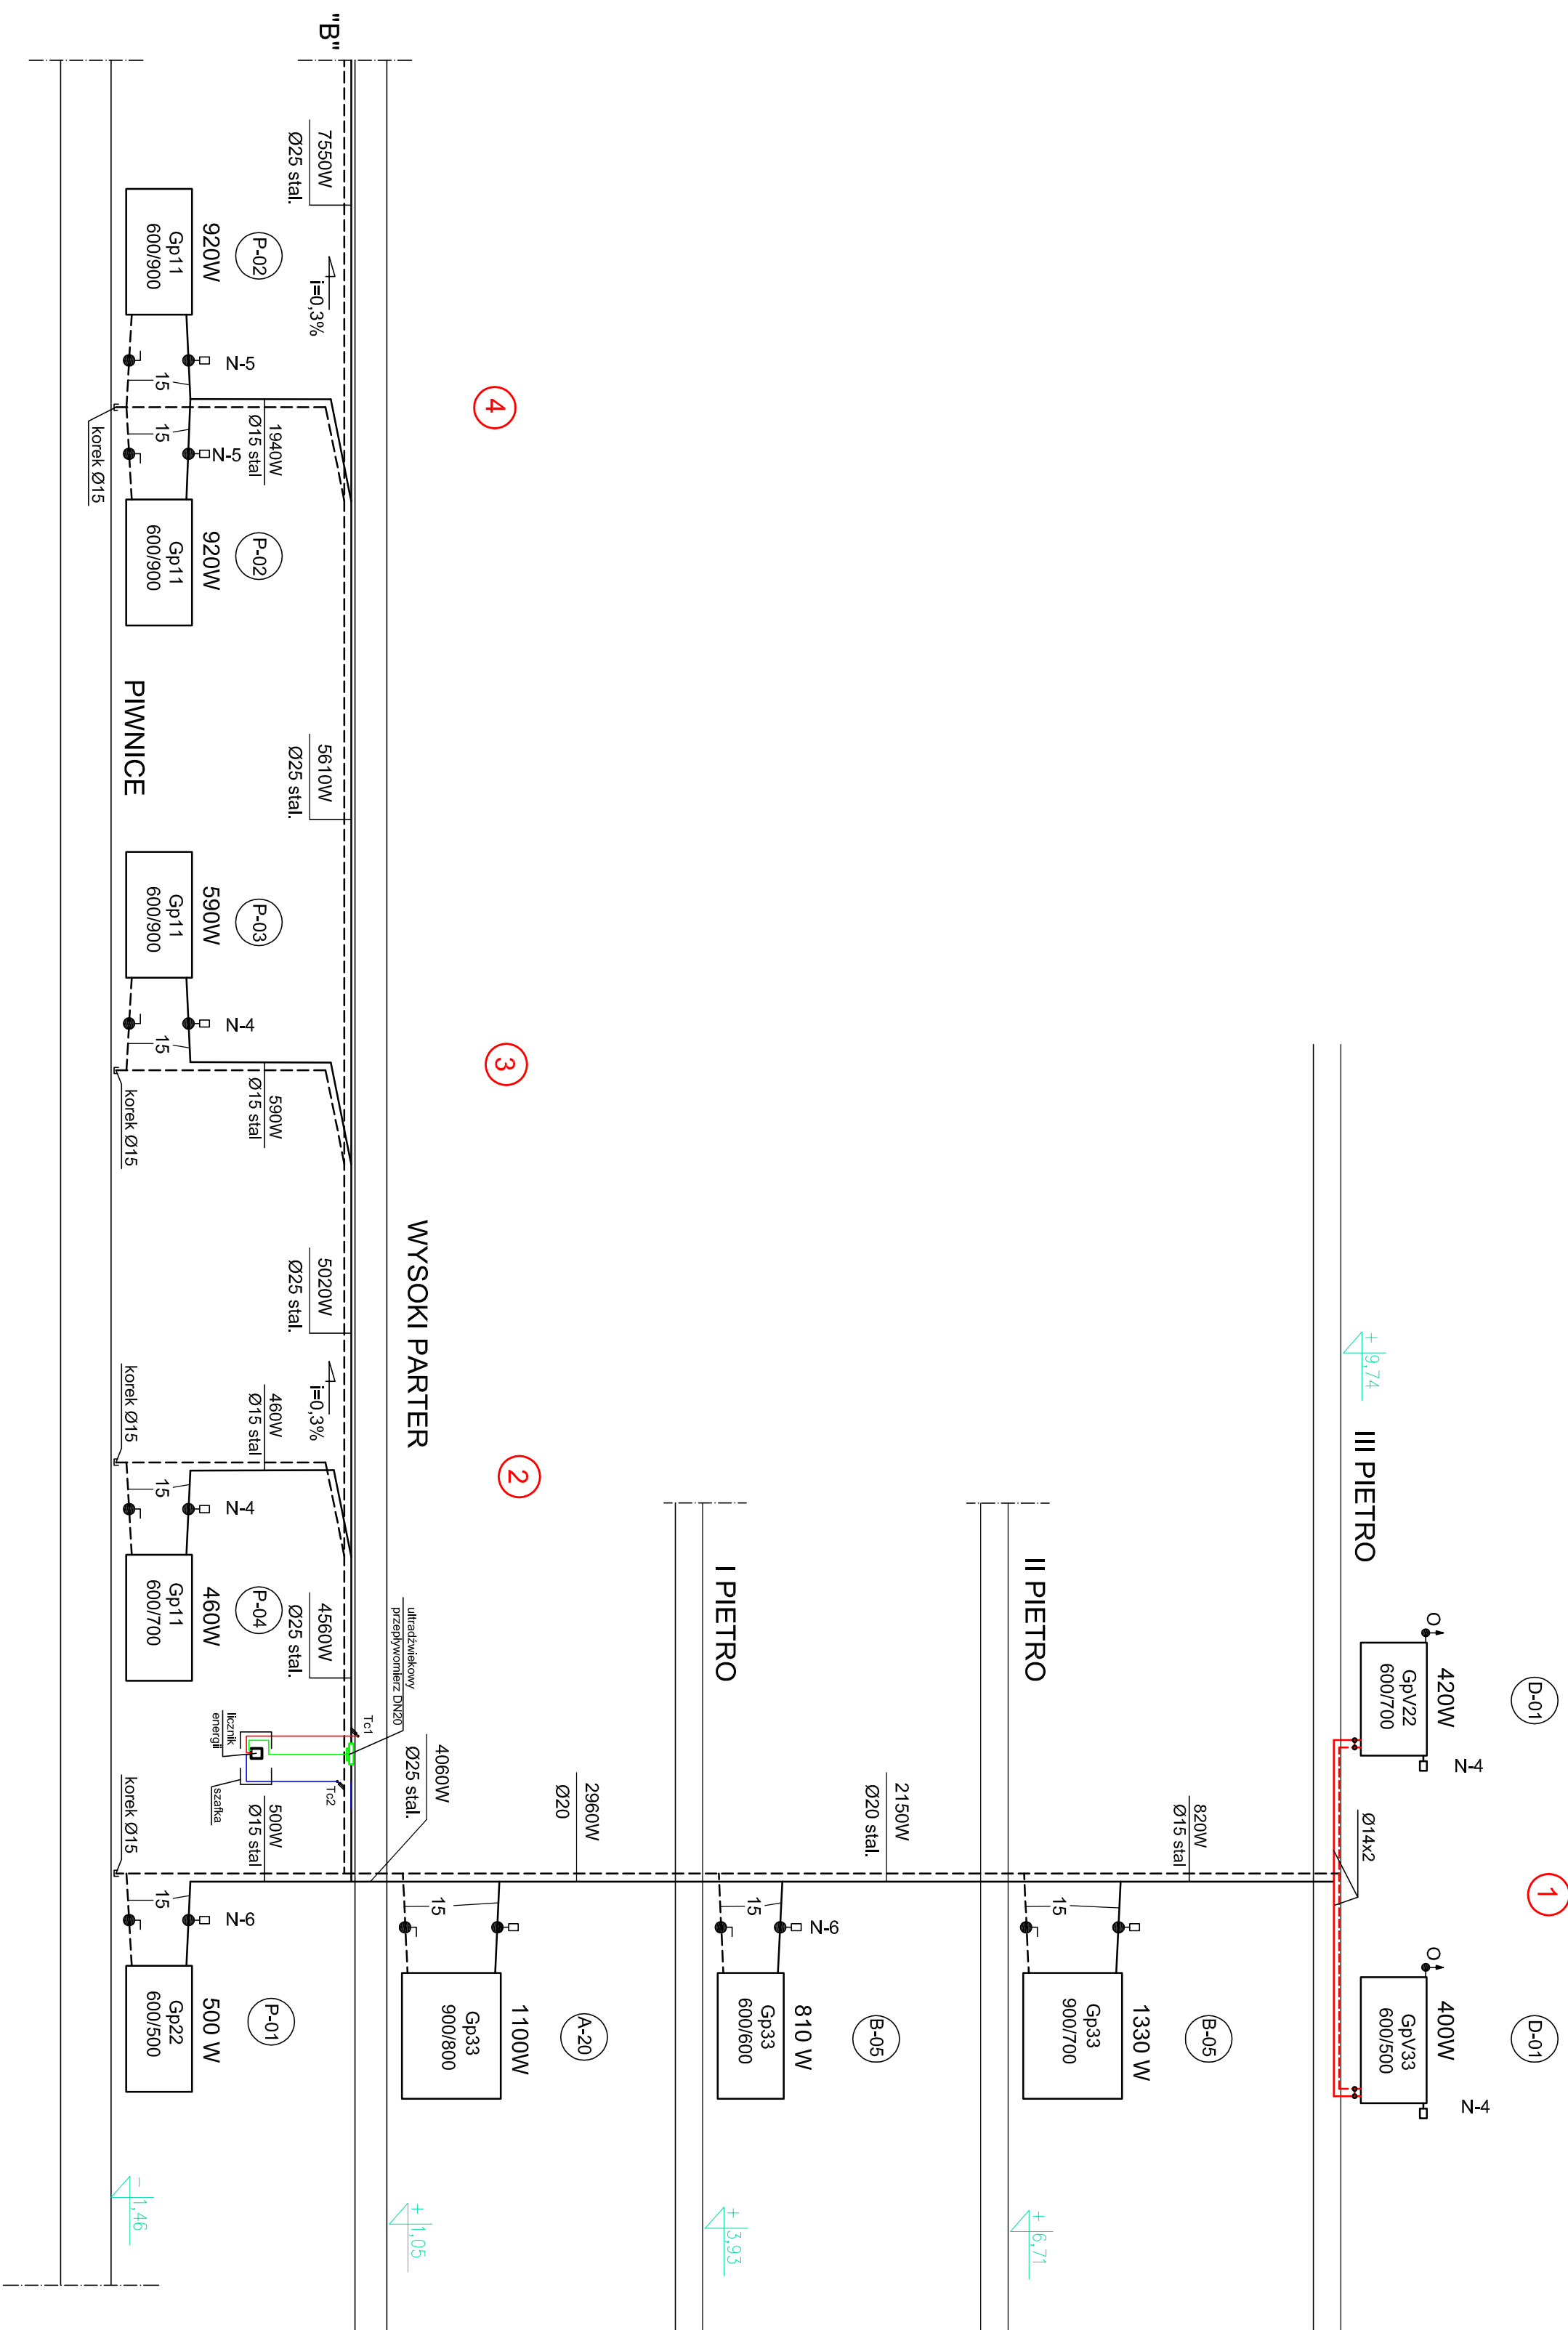 D-01
D-01
O
420W
GpV22
600/700
N-4
O
400W
GpV33
600/500
N-4
1
Ø14x2
+ 9,74
III PIETRO
820W
Ø15 stal
B-05
1330 W
Gp33
900/700
15
II PIETRO
+ 6,71
2150W
Ø20 stal.
B-05
810 W
N-6
Gp33
600/600
15
I PIETRO
+ 3,93
2960W
Ø20
A-20
1100W
Gp33
900/800
15
4060W
Ø25 stal.
+ 1,05
4
3
2
WYSOKI PARTER
ultradźwiekowy
przepływomierz DN20
"B"
7550W
Ø25 stal.
i=0,3%
5610W
Ø25 stal.
5020W
Ø25 stal.
i=0,3%
4560W
Ø25 stal.
Tc1
Tc2
P-02
920W
Gp11
600/900
N-5
15
1940W
Ø15 stal
15
N-5
P-02
920W
Gp11
600/900
korek Ø15
PIWNICE
P-03
590W
Gp11
600/900
N-4
15
590W
Ø15 stal
korek Ø15
460W
Ø15 stal
korek Ø15
15
N-4
P-04
460W
Gp11
600/700
licznik
energii
szafka
500W
Ø15 stal
korek Ø15
15
N-6
P-01
500 W
Gp22
600/500
- 1,46